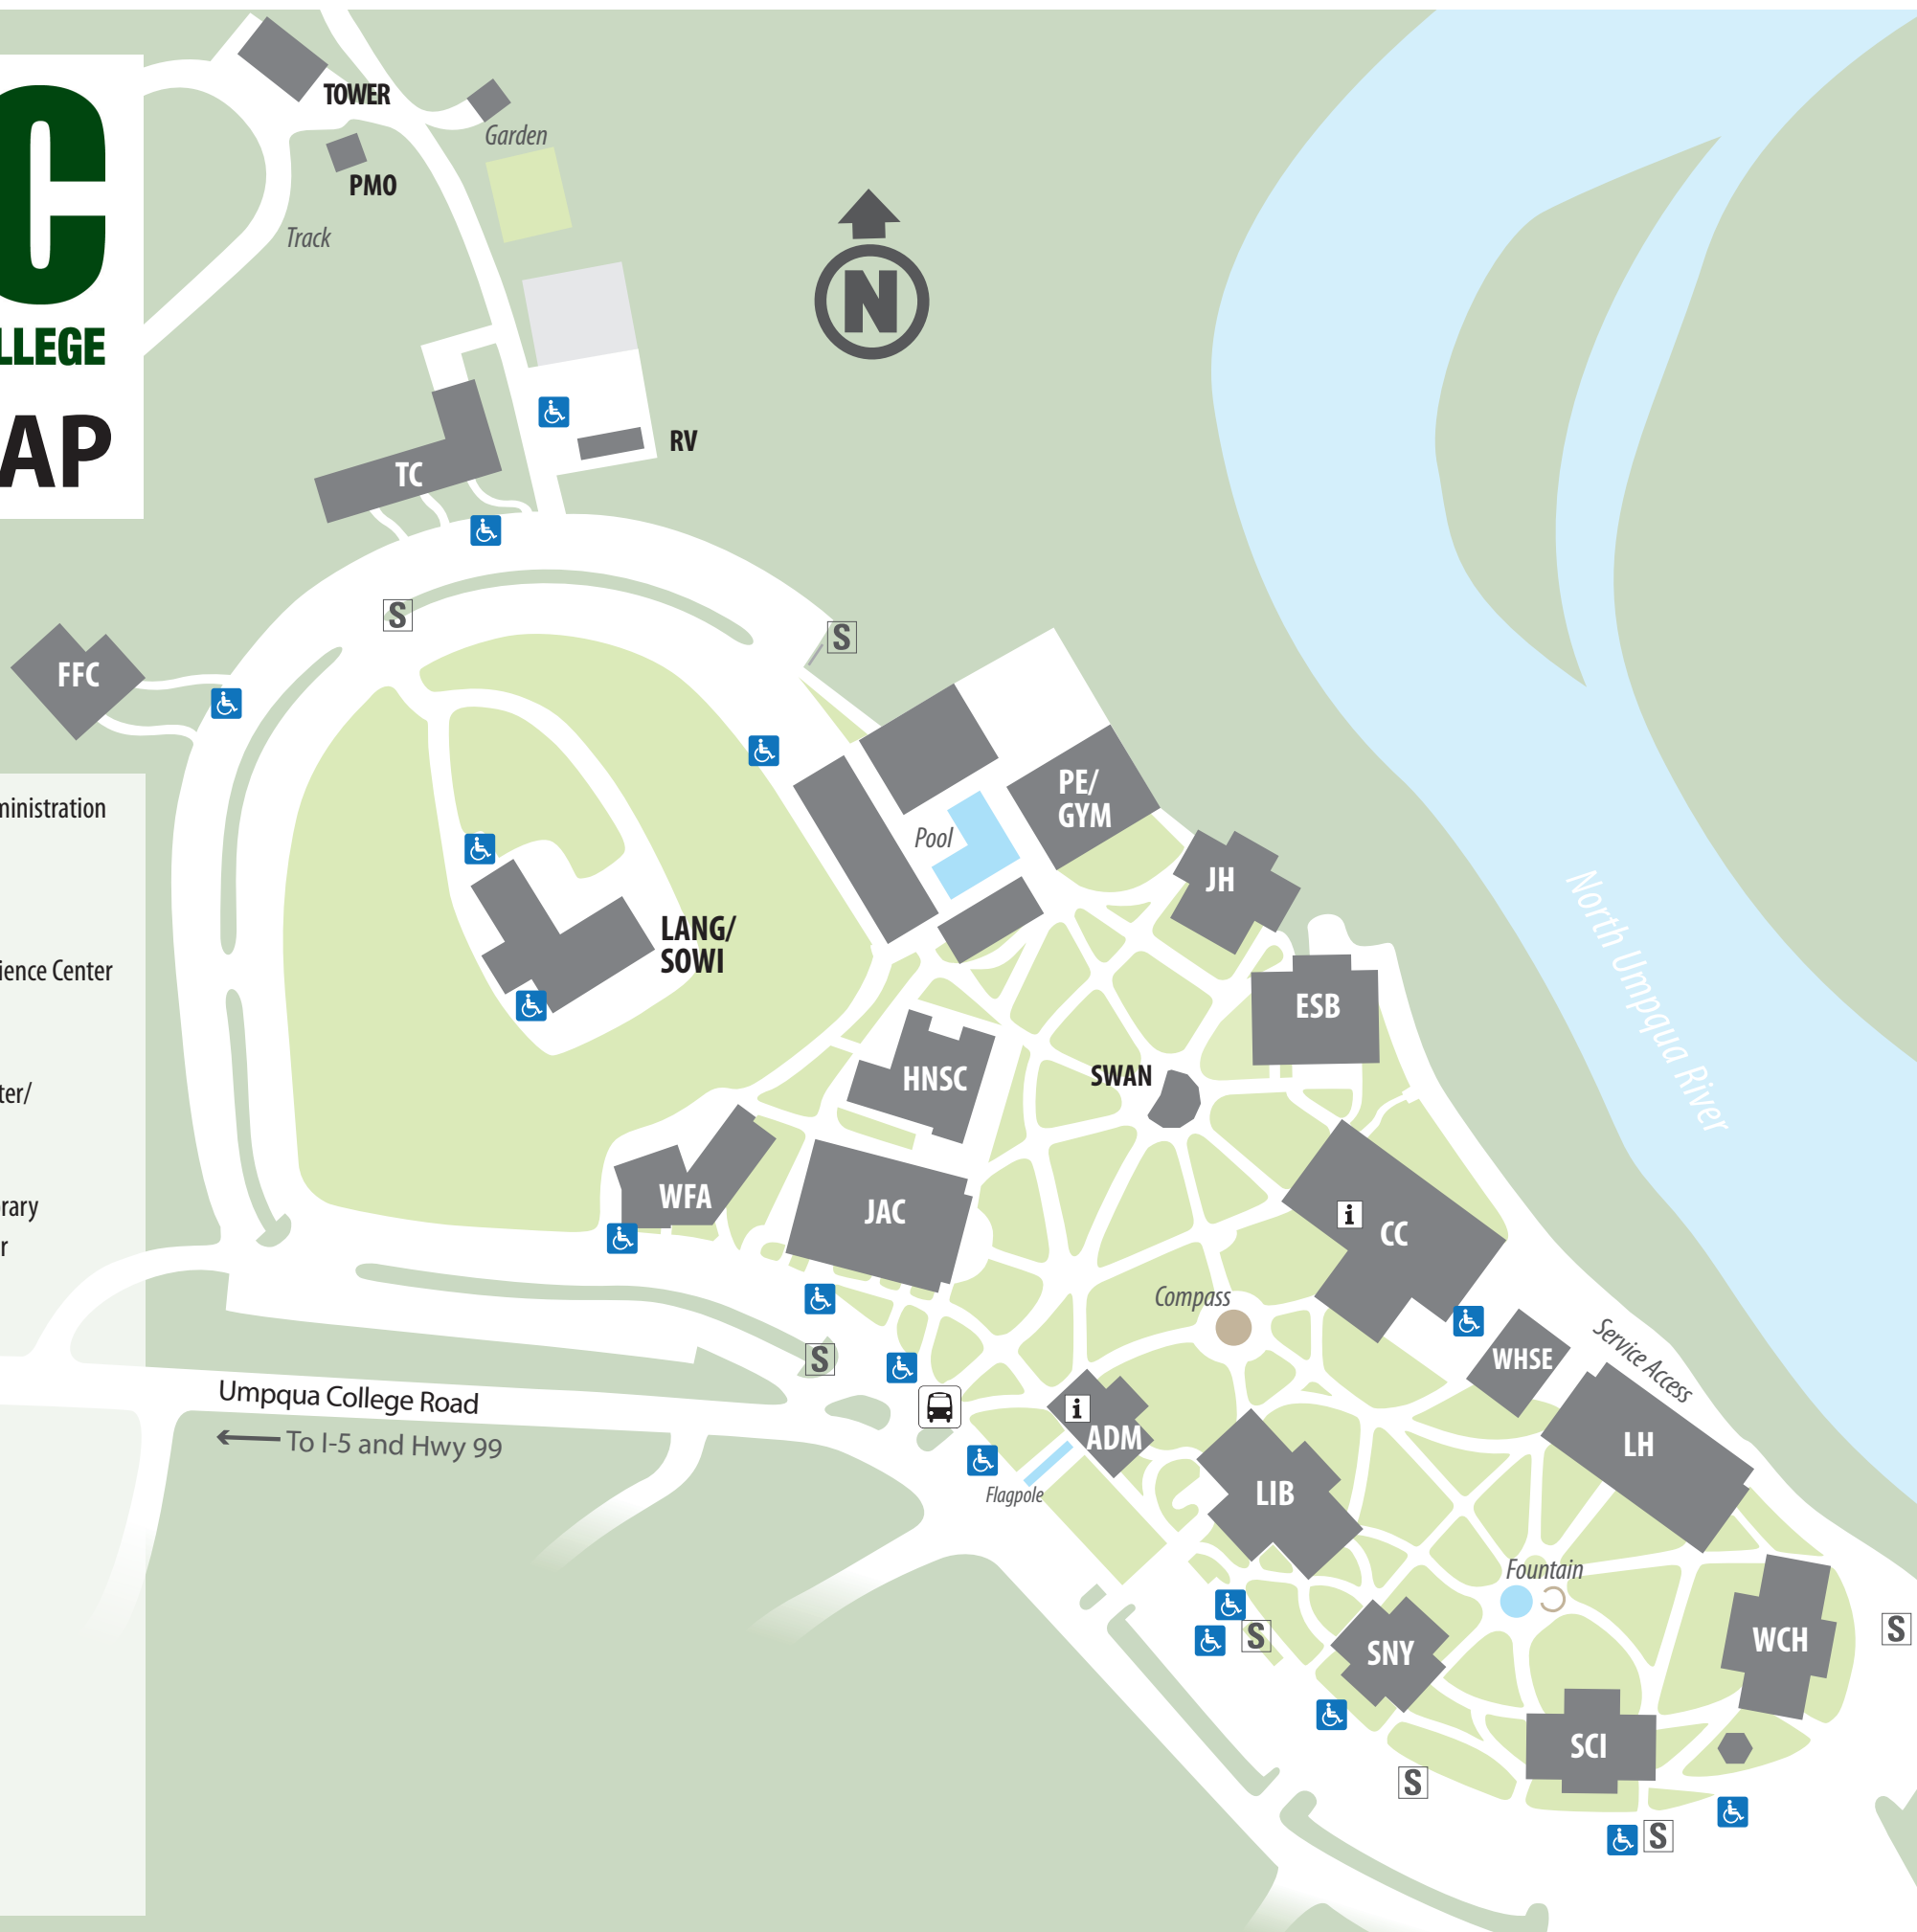 C
LLEGE
AP
TOWER
PMO
Garden
Track
N
RV
TC
S
S
FFC
ministration
ience Center
ter/
rary
r
PE/
GYM
Pool
JH
LANG/
SOWI
ESB
North Umpqua River
HNSC
SWAN
WFA
JAC
i
CC
Compass
Service Access
WHSE
S
Umpqua College Road
To I-5 and Hwy 99
i
ADM
LH
Flagpole
LIB
Fountain
S
SNY
WCH
S
SCI
S
S